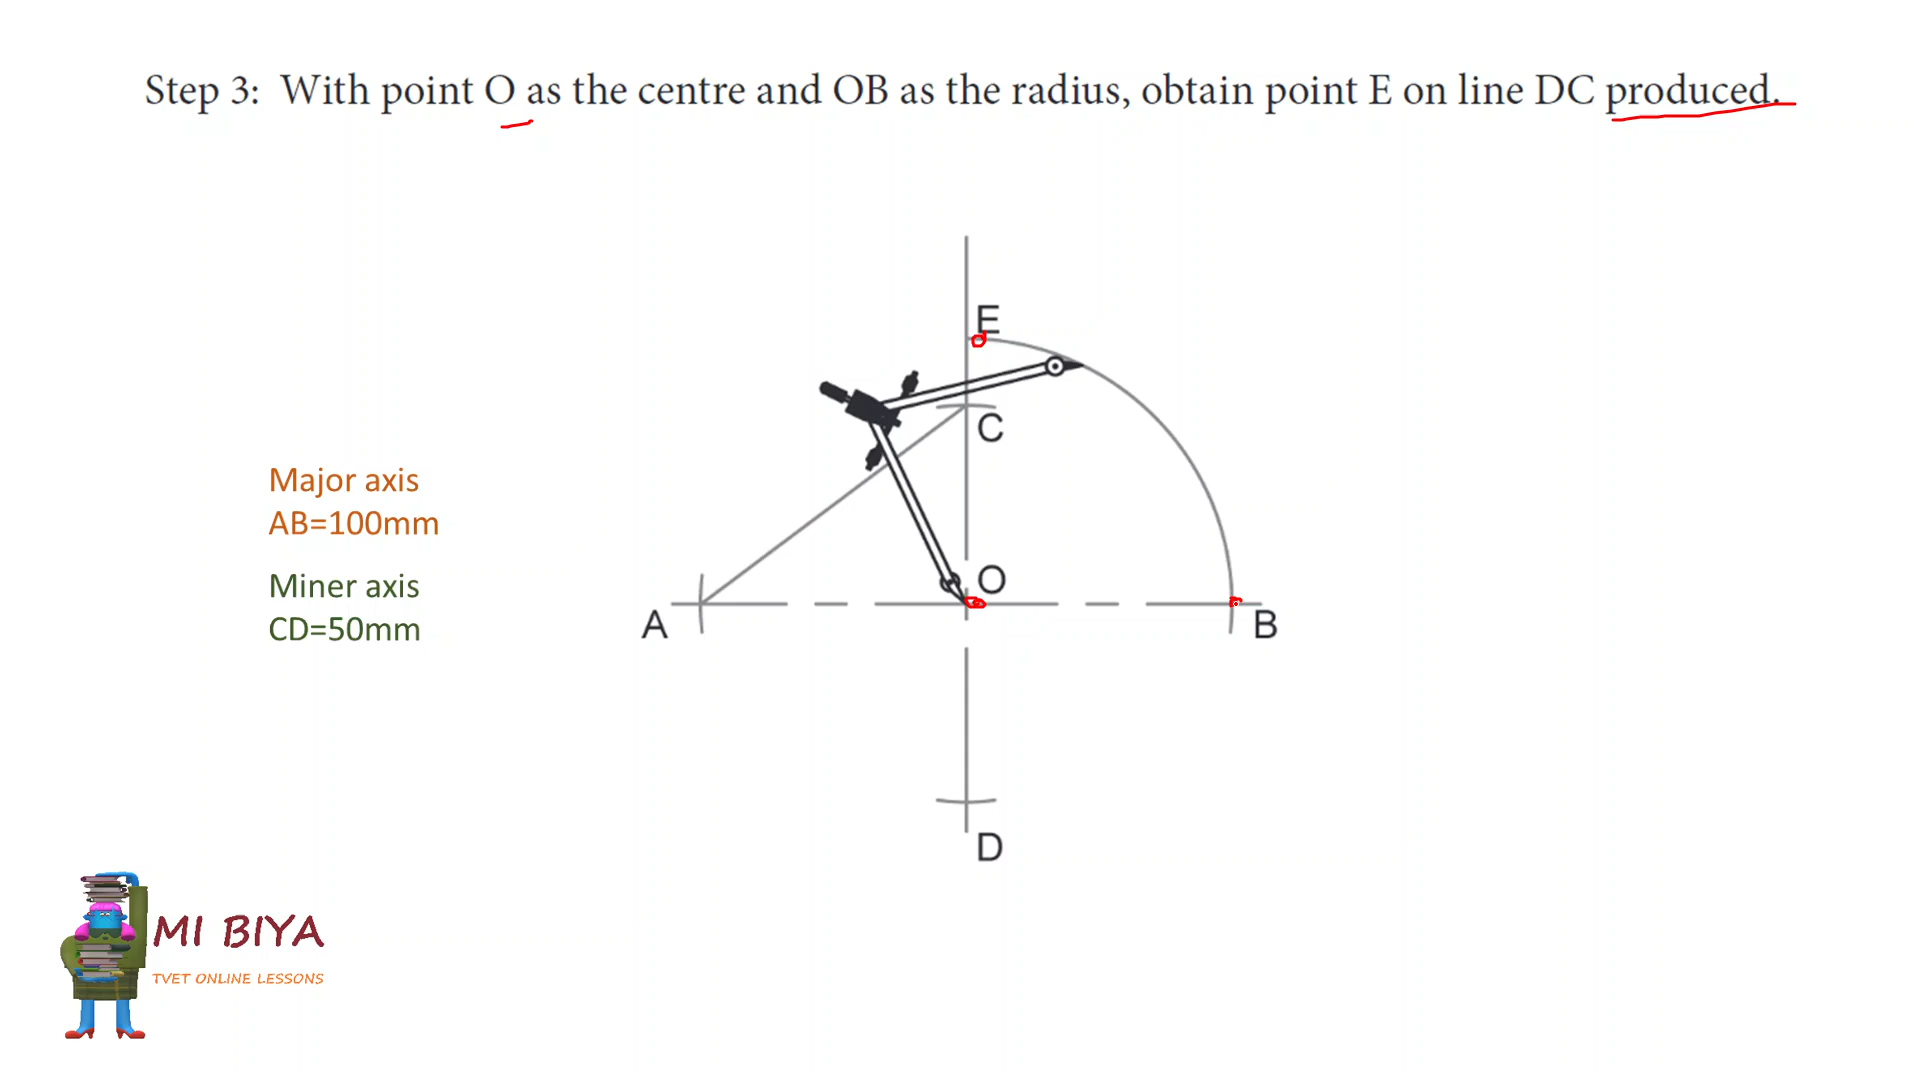 Step 3: With point O as the centre and OB as the radius, obtain point E on line DC produced.
E
C
Major axis
AB=100mm
Miner axis
CD=50mm
O
A
B
D
MI BIYA
TVET ONLINE LESSONS